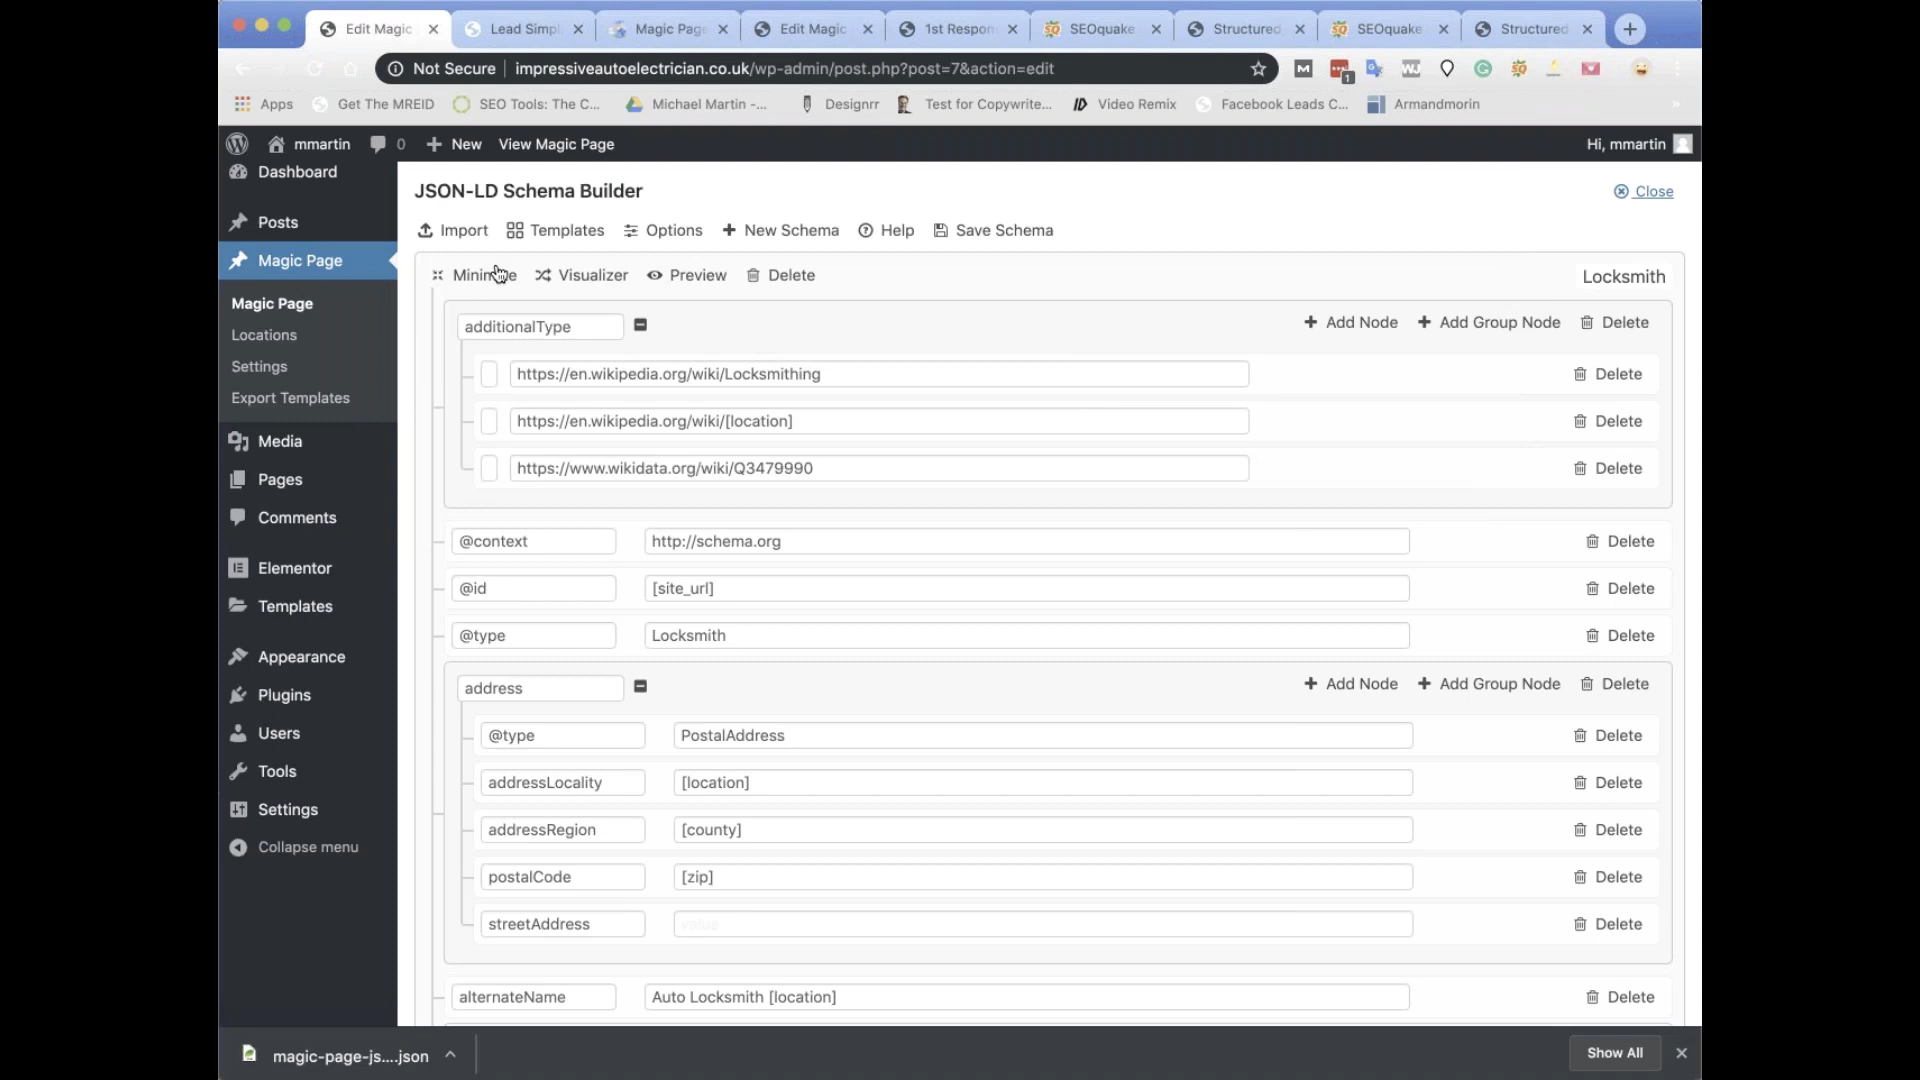 Edit Magic
Lead Simpl
Magic Page
Edit Magic
1st Respon
SEOquake
Structured
SEOquake
Structured
Not Secure
impressiveautoelectrician.co.uk/wp-admin/post.php?post=7&action=edit
Apps
Get The MREID
SEO Tools: The C...
Michael Martin -...
Designrr
Test for Copywrite...
Video Remix
Facebook Leads C...
Armandmorin
mmartin
0
New
View Magic Page
Hi, mmartin
Dashboard
Posts
Magic Page
Magic Page
Locations
Settings
Export Templates
Media
Pages
Comments
Elementor
Templates
Appearance
Plugins
Users
Tools
Settings
Collapse menu
JSON-LD Schema Builder
Close
Import
Templates
Options
New Schema
Help
Save Schema
Visualizer
Preview
Delete
Locksmith
additionalType
Add Node
Add Group Node
Delete
https://en.wikipedia.org/wiki/Locksmithing
Delete
https://en.wikipedia.org/wiki/[location]
Delete
https://www.wikidata.org/wiki/Q3479990
Delete
@context
http://schema.org
Delete
@id
[site_url]
Delete
@type
Locksmith
Delete
address
Add Node
Add Group Node
Delete
@type
PostalAddress
Delete
addressLocality
[location]
Delete
addressRegion
[county]
Delete
postalCode
[zip]
Delete
streetAddress
value
Delete
alternateName
Auto Locksmith [location]
Delete
magic-page-js....json
Show All